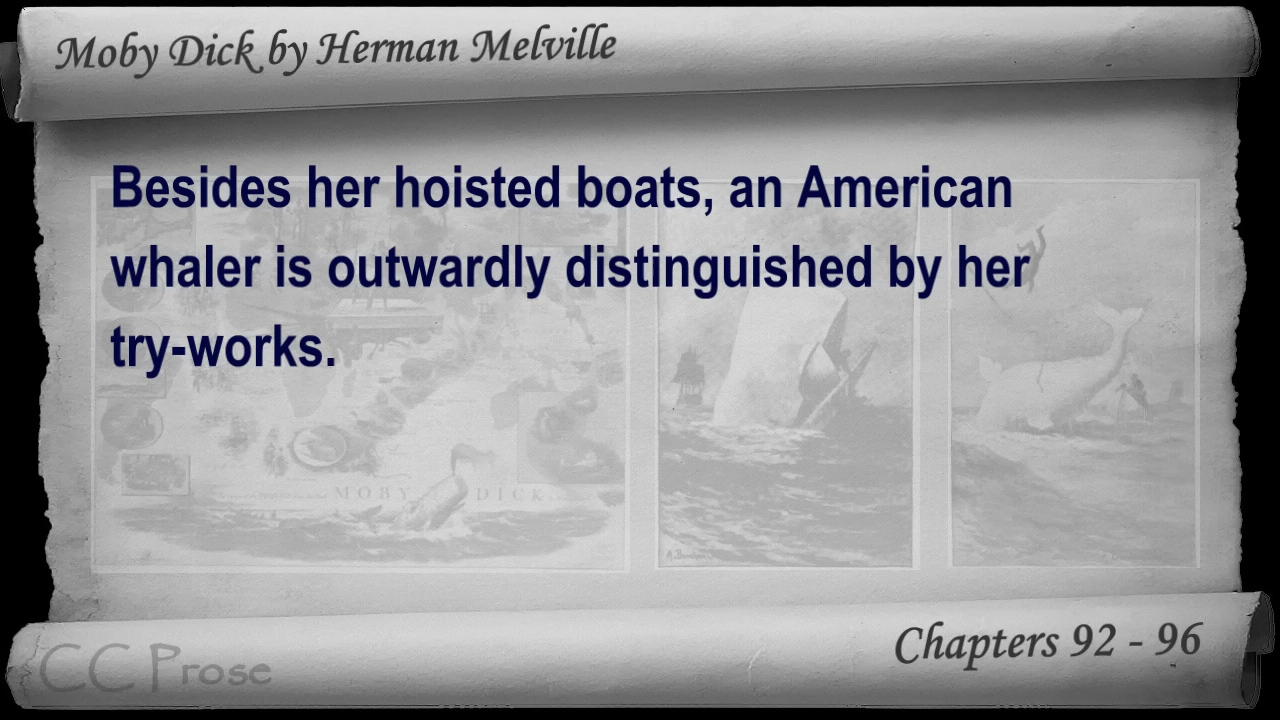 Moby Dick by Herman Melville
Besides her hoisted boats, an American
whaler is outwardly distinguished by her
try-works.
MOBY DICK
Chapters 92 - 96
CC Prose